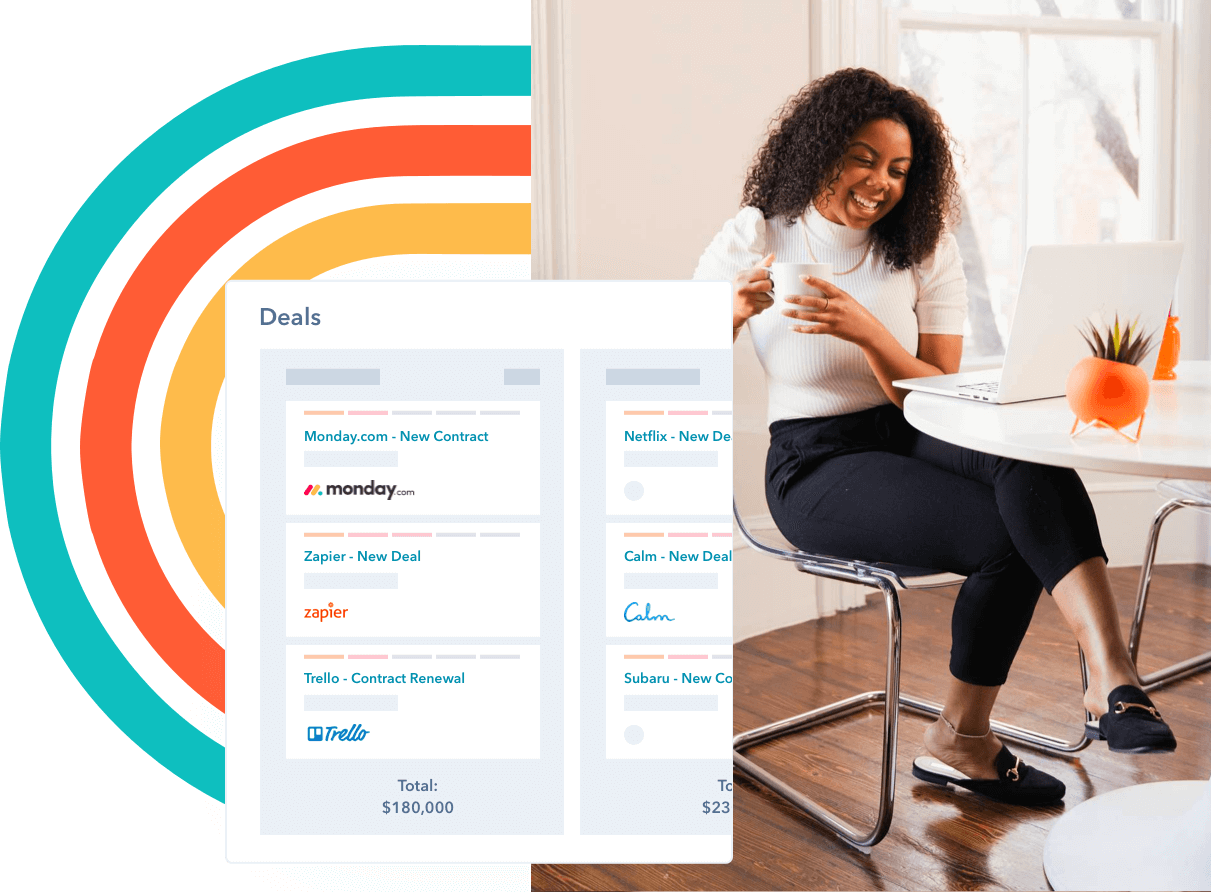 Deals
Monday.com - New Contract
monday.com
Zapier - New Deal
zapier
Trello - Contract Renewal
Trello
Total:
$180,000
Netflix - New De
Calm - New Deal
Calm
Subaru - New Co
To
$23